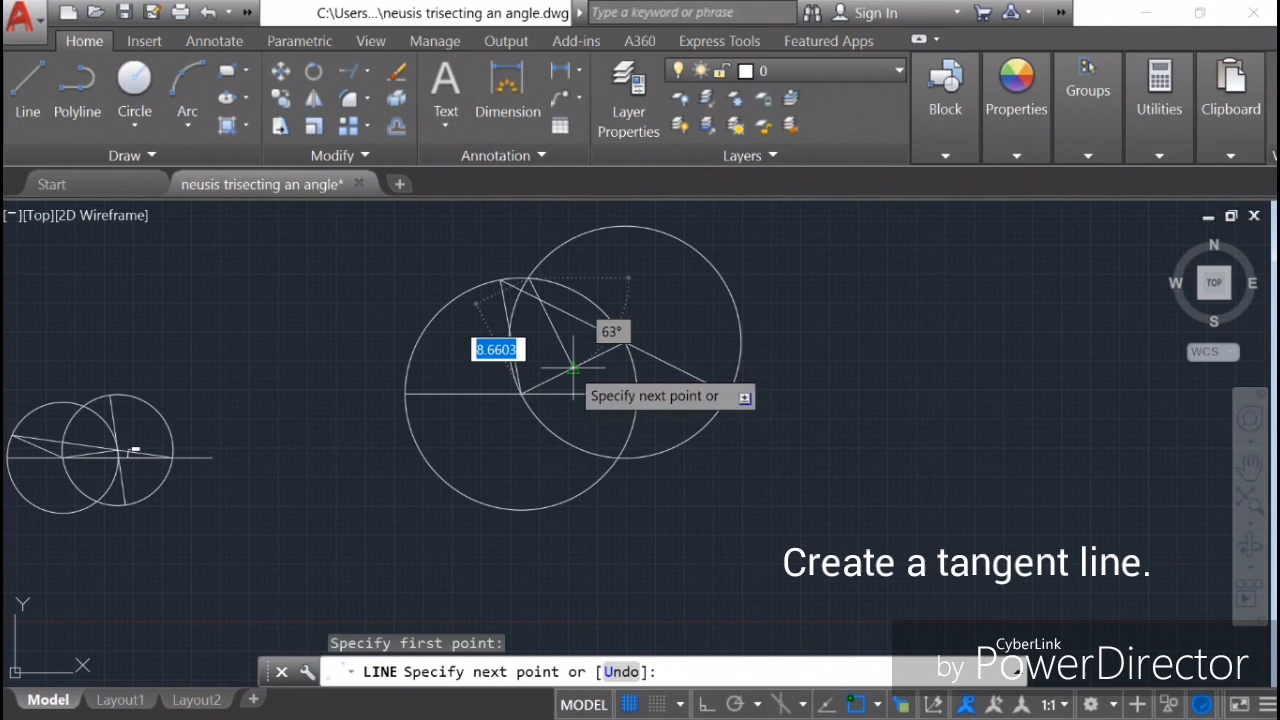 C:\Users...\neusis trisecting an angle.dwg
Type a keyword or phrase
Sign In
Home Insert Annotate Parametric View Manage Output Add-ins A360 Express Tools Featured Apps
0
Line Polyline Circle Arc
Text Dimension
Layer
Properties
Block Properties Groups Utilities Clipboard
Draw Modify Annotation Layers
Start neusis trisecting an angle*
[−][Top][2D Wireframe]
N
W TOP E
S
WCS
63°
8.6603
Specify next point or
Create a tangent line.
Y
X
Specify first point:
LINE Specify next point or [Undo]:
CyberLink
by PowerDirector
Model Layout1 Layout2 +
MODEL 1:1